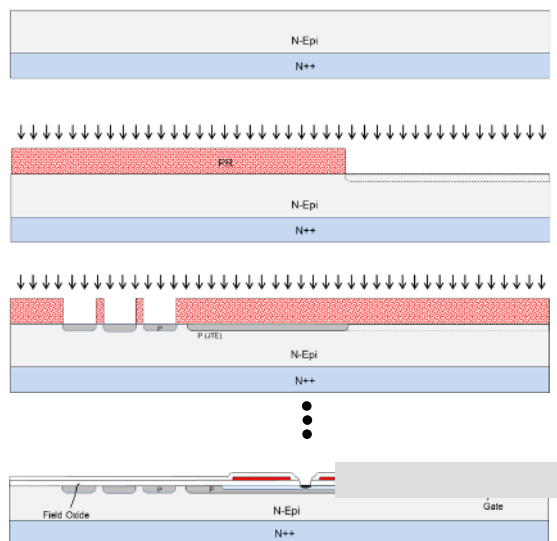 N-Epi
N++
PR
N-Epi
N++
P
P (JTE)
N-Epi
N++
P
P
Field Oxide
N-Epi
Gate
N++